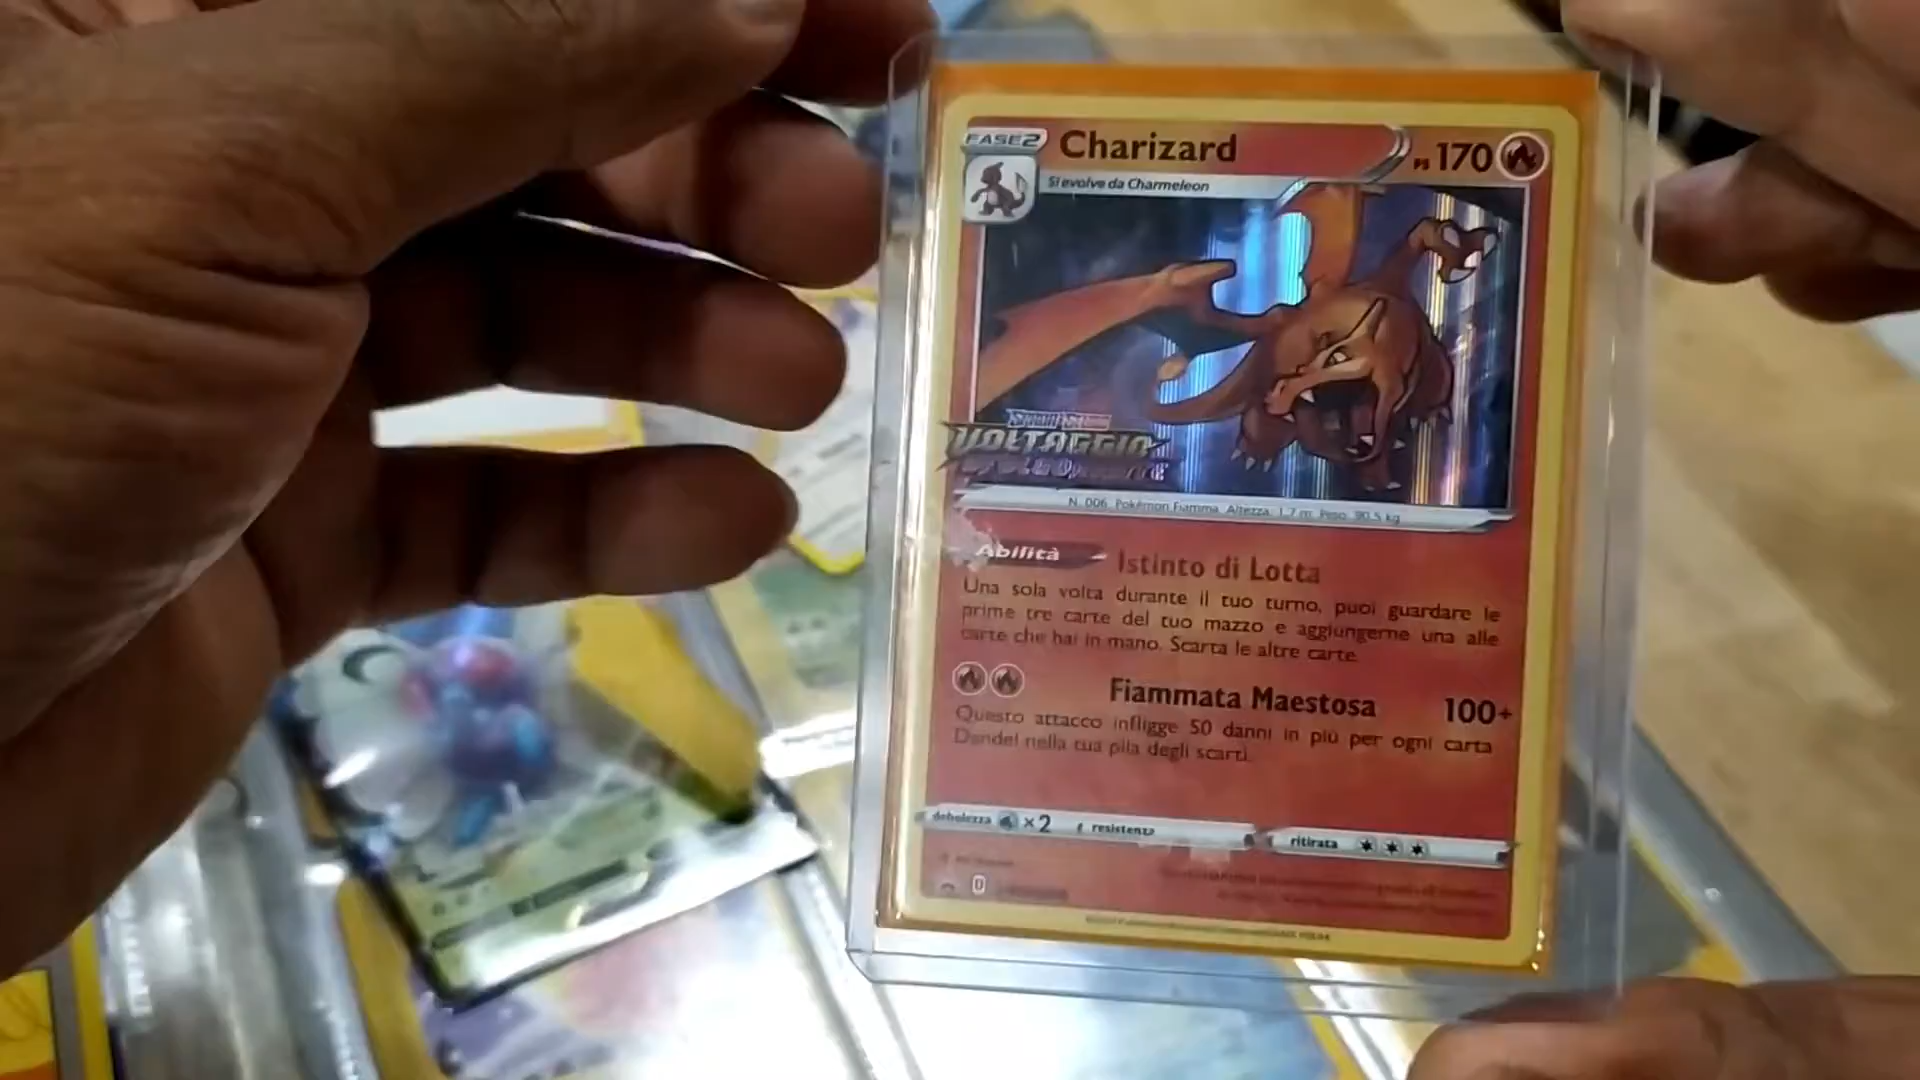 FASE2
Charizard
PS 170
Si evolve da Charmeleon
VOLTAGGIO
N. 006 Pokémon Fiamma Altezza: 1.7 m Peso: 90.5 kg
Abilità Istinto di Lotta
Una sola volta durante il tuo turno, puoi guardare le
prime tre carte del tuo mazzo e aggiungerne una alle
carte che hai in mano. Scarta le altre carte.
Fiammata Maestosa 100+
Questo attacco infligge 50 danni in più per ogni carta
Dandel nella tua pila degli scarti.
debolezza ×2 resistenza ritirata
D